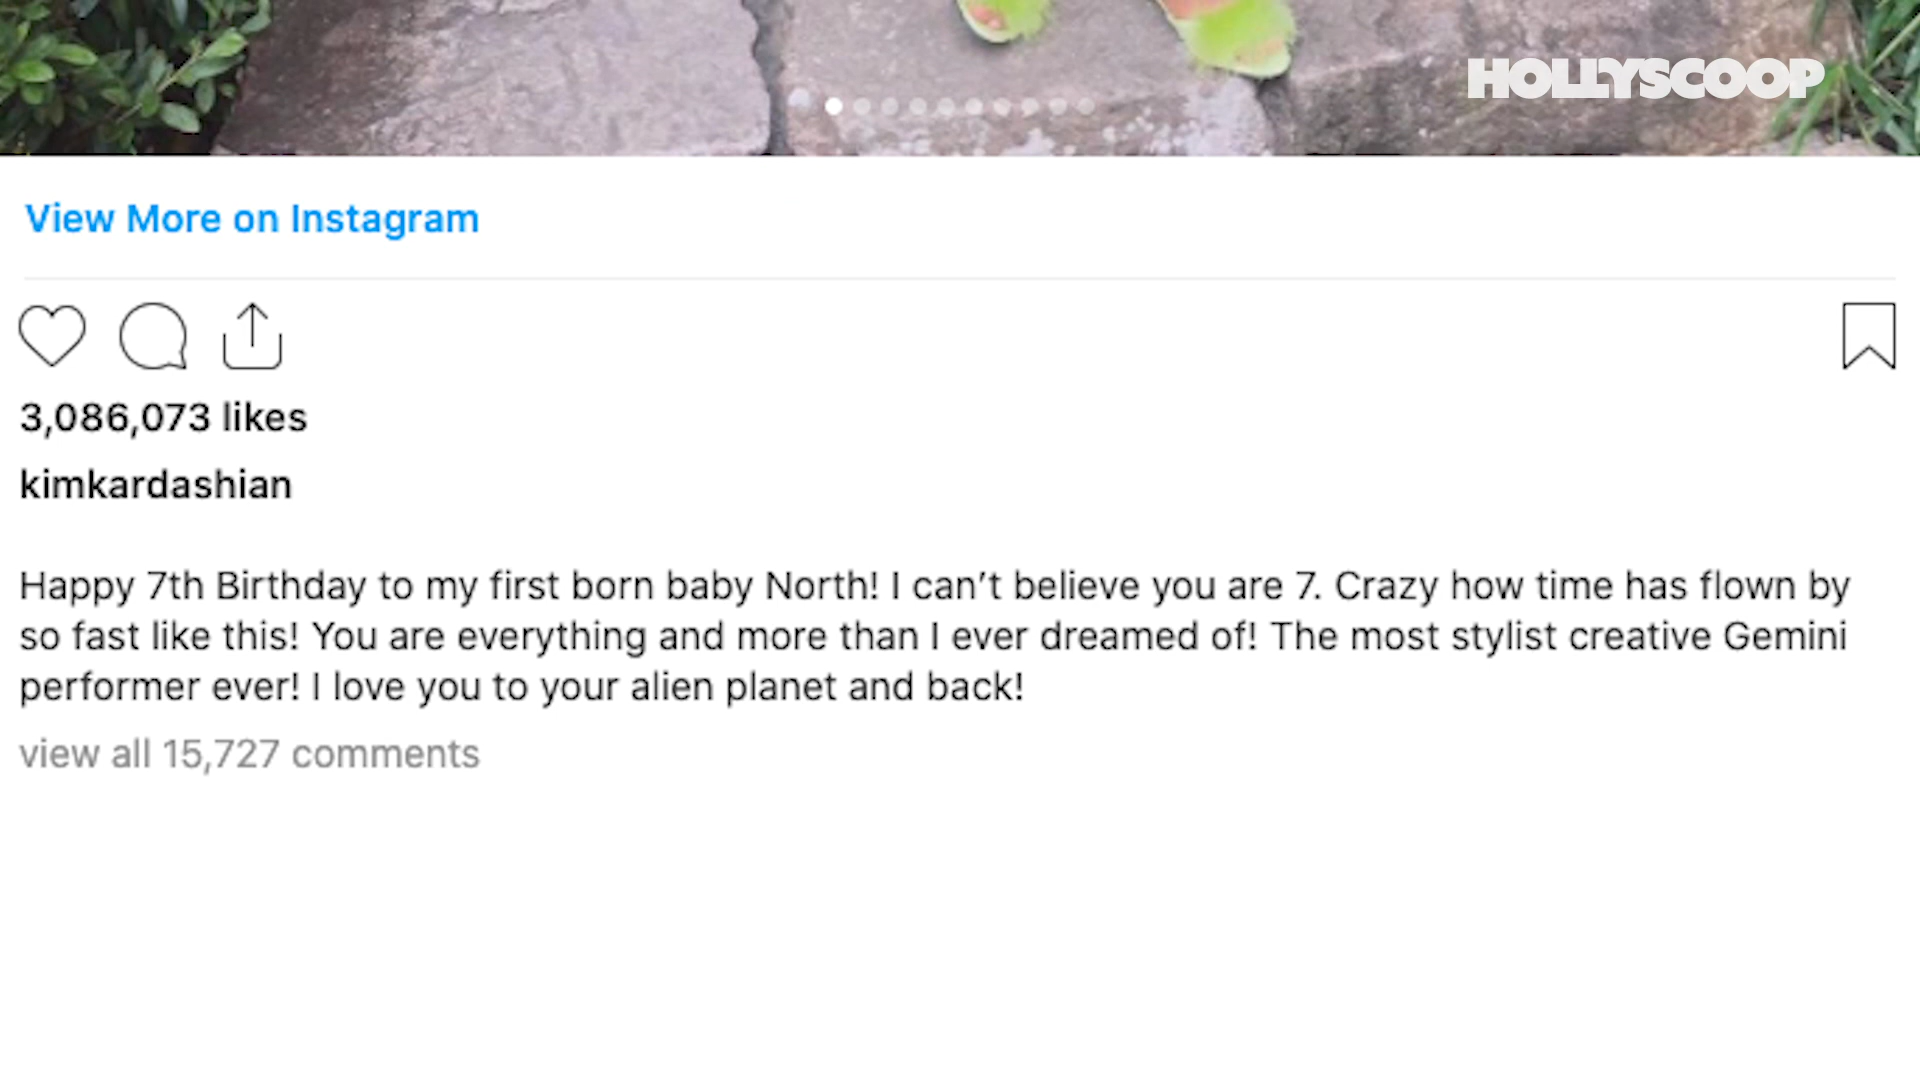 HOLLYSCOOP
View More on Instagram
3,086,073 likes
kimkardashian
Happy 7th Birthday to my first born baby North! I can’t believe you are 7. Crazy how time has flown by
so fast like this! You are everything and more than I ever dreamed of! The most stylist creative Gemini
performer ever! I love you to your alien planet and back!
view all 15,727 comments